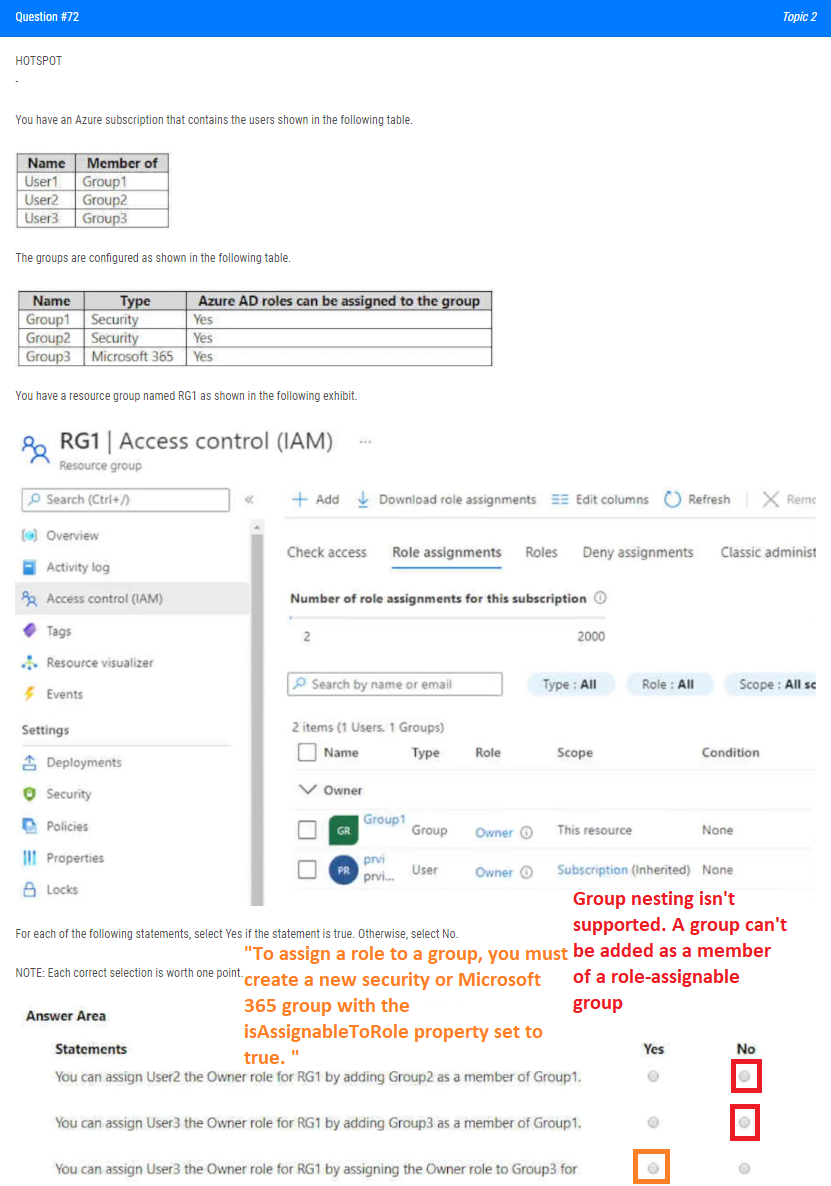 Question #72 Topic 2
HOTSPOT
-
You have an Azure subscription that contains the users shown in the following table.
Name Member of
User1 Group1
User2 Group2
User3 Group3
The groups are configured as shown in the following table.
Name Type Azure AD roles can be assigned to the group
Group1 Security Yes
Group2 Security Yes
Group3 Microsoft 365 Yes
You have a resource group named RG1 as shown in the following exhibit.
RG1 | Access control (IAM) ...
Resource group
Search (Ctrl+/) «
Add Download role assignments Edit columns Refresh Remo
Overview
Activity log
Access control (IAM)
Tags
Resource visualizer
Events
Settings
Deployments
Security
Policies
Properties
Locks
Check access Role assignments Roles Deny assignments Classic administ
Number of role assignments for this subscription
2 2000
Search by name or email Type : All Role : All Scope : All sc
2 items (1 Users, 1 Groups)
Name Type Role Scope Condition
Owner
GR Group1 Group Owner This resource None
PR prvi prvi... User Owner Subscription (Inherited) None
Group nesting isn't
supported. A group can't
be added as a member
of a role-assignable
group
For each of the following statements, select Yes if the statement is true. Otherwise, select No.
NOTE: Each correct selection is worth one point.
"To assign a role to a group, you must
create a new security or Microsoft
365 group with the
isAssignableToRole property set to
true. "
Answer Area
Statements Yes No
You can assign User2 the Owner role for RG1 by adding Group2 as a member of Group1.
You can assign User3 the Owner role for RG1 by adding Group3 as a member of Group1.
You can assign User3 the Owner role for RG1 by assigning the Owner role to Group3 for